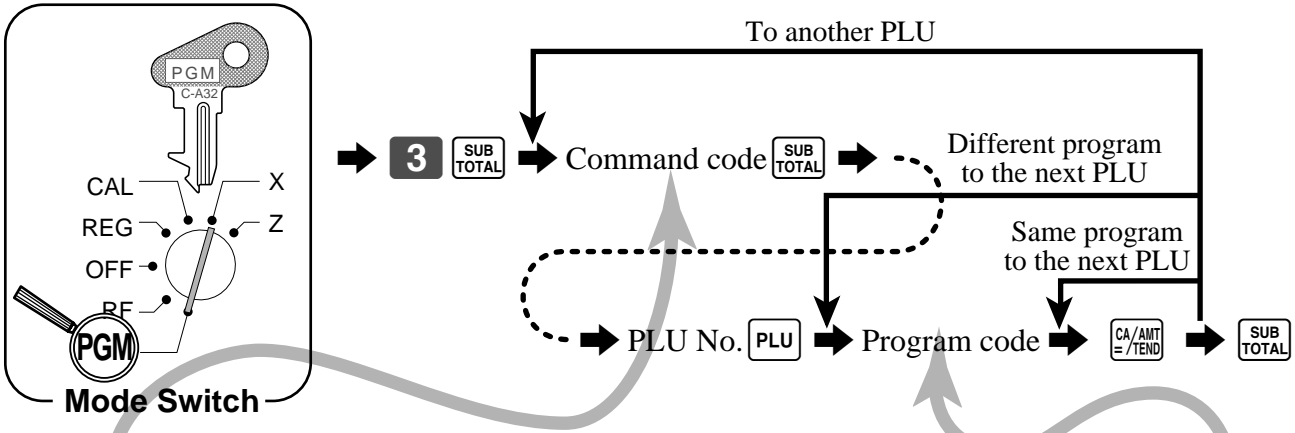 To another PLU
PGM
C-A32
3 SUB TOTAL Command code SUB TOTAL
Different program
to the next PLU
CAL X
REG Z
OFF
RF
PGM
Same program
to the next PLU
PLU No. PLU Program code CA/AMT = /TEND SUB TOTAL
Mode Switch